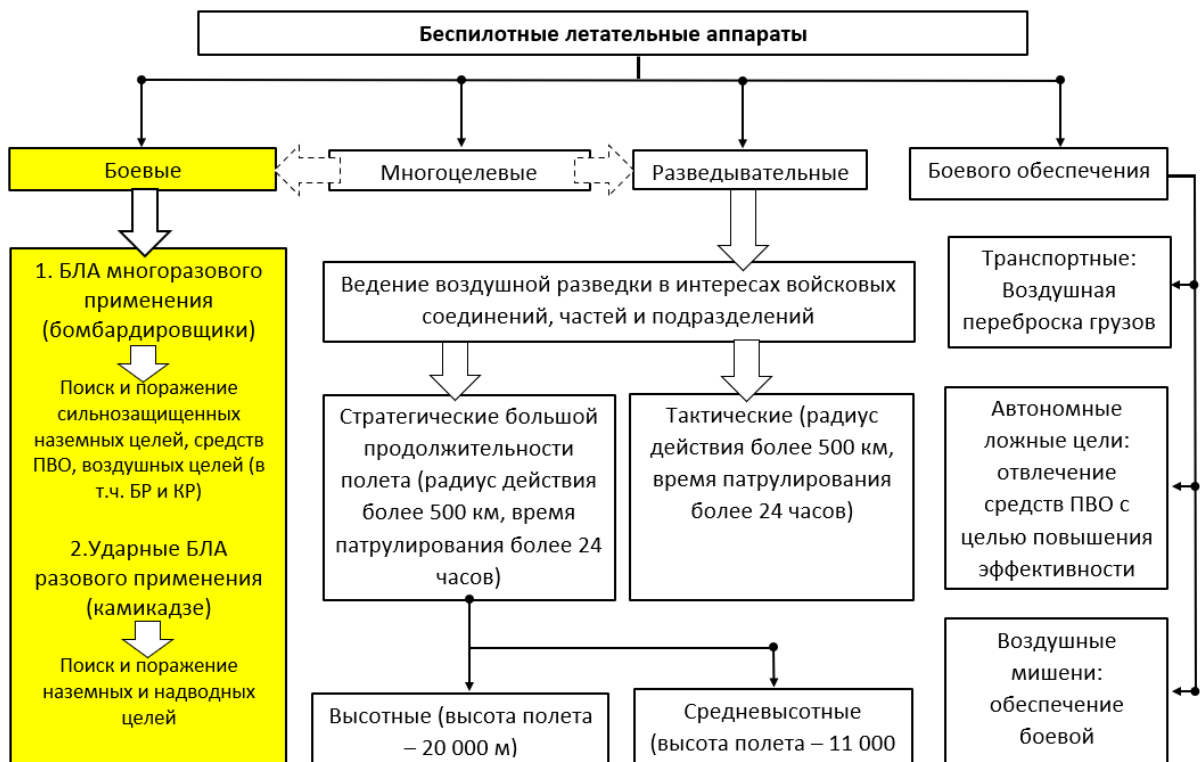 Беспилотные летательные аппараты
Боевые
Многоцелевые
Разведывательные
Боевого обеспечения
1. БЛА многоразового
применения
(бомбардировщики)
Поиск и поражение
сильнозащищенных
наземных целей, средств
ПВО, воздушных целей (в
т.ч. БР и КР)
2.Ударные БЛА
разового применения
(камикадзе)
Поиск и поражение
наземных и надводных
целей
Ведение воздушной разведки в интересах войсковых
соединений, частей и подразделений
Стратегические большой
продолжительности
полета (радиус действия
более 500 км, время
патрулирования более 24
часов)
Тактические (радиус
действия более 500 км,
время патрулирования
более 24 часов)
Высотные (высота полета
– 20 000 м)
Средневысотные
(высота полета – 11 000
Транспортные:
Воздушная
переброска грузов
Автономные
ложные цели:
отвлечение
средств ПВО с
целью повышения
эффективности
Воздушные
мишени:
обеспечение
боевой